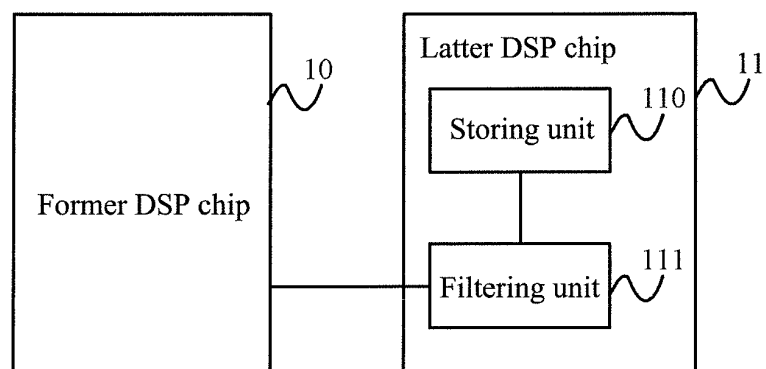 10
Former DSP chip
Latter DSP chip
11
110
Storing unit
111
Filtering unit